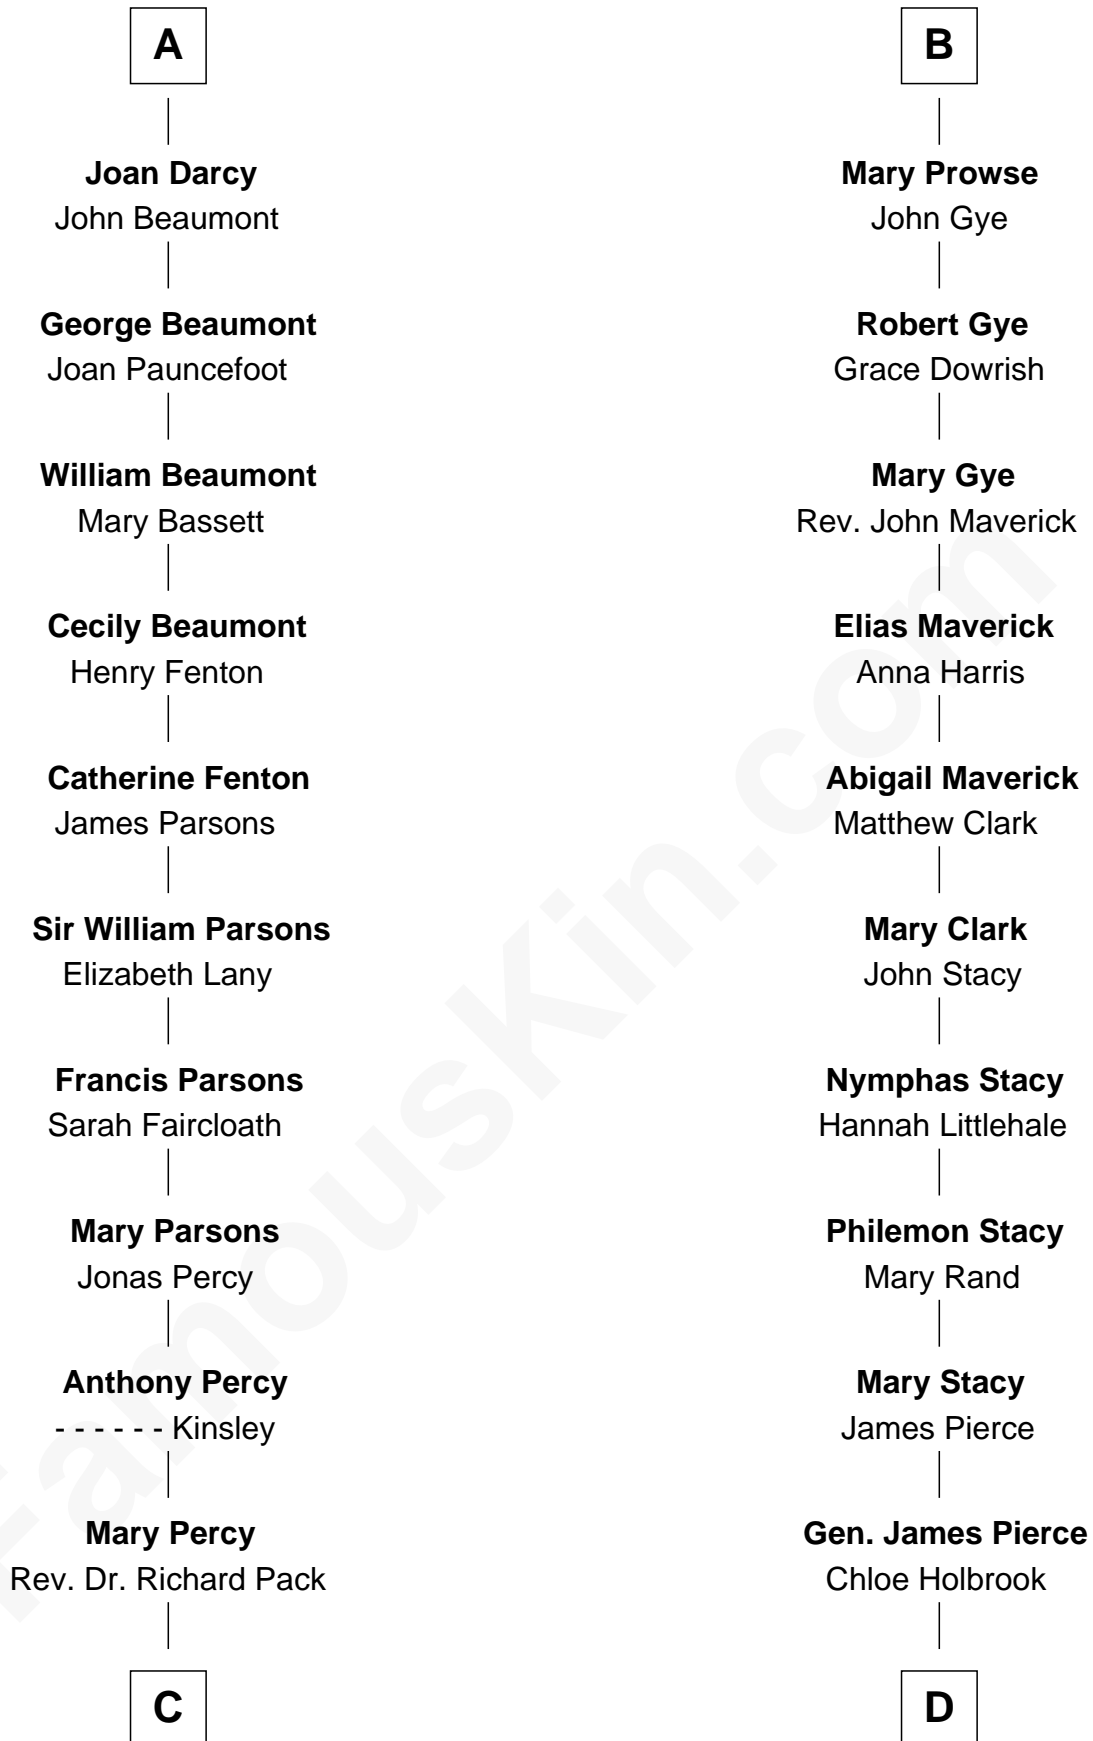 A
Joan Darcy
John Beaumont
George Beaumont
Joan Pauncefoot
William Beaumont
Mary Bassett
Cecily Beaumont
Henry Fenton
Catherine Fenton
James Parsons
Sir William Parsons
Elizabeth Lany
Francis Parsons
Sarah Faircloath
Mary Parsons
Jonas Percy
Anthony Percy
- - - - - - Kinsley
Mary Percy
Rev. Dr. Richard Pack
C
B
Mary Prowse
John Gye
Robert Gye
Grace Dowrish
Mary Gye
Rev. John Maverick
Elias Maverick
Anna Harris
Abigail Maverick
Matthew Clark
Mary Clark
John Stacy
Nymphas Stacy
Hannah Littlehale
Philemon Stacy
Mary Rand
Mary Stacy
James Pierce
Gen. James Pierce
Chloe Holbrook
D
FamousKin.com